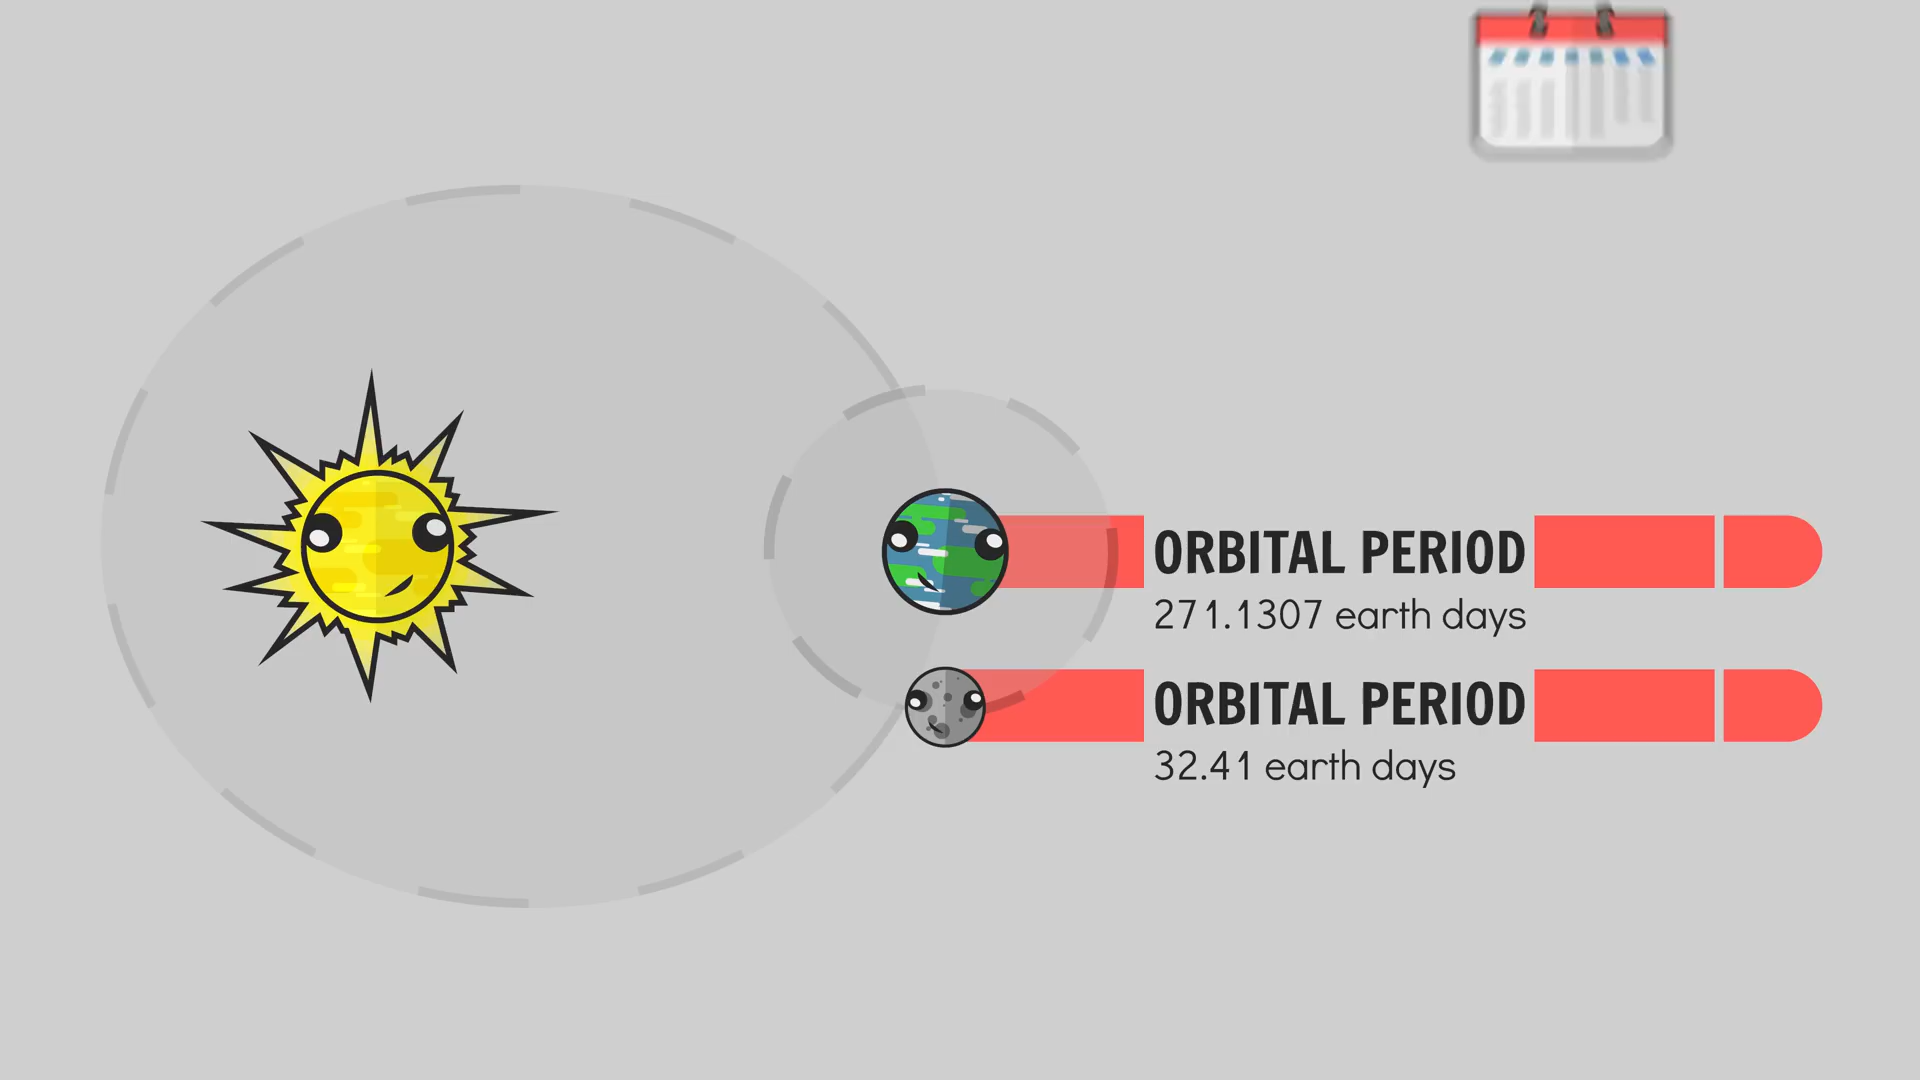 ORBITAL PERIOD
271.1307 earth days
ORBITAL PERIOD
32.41 earth days